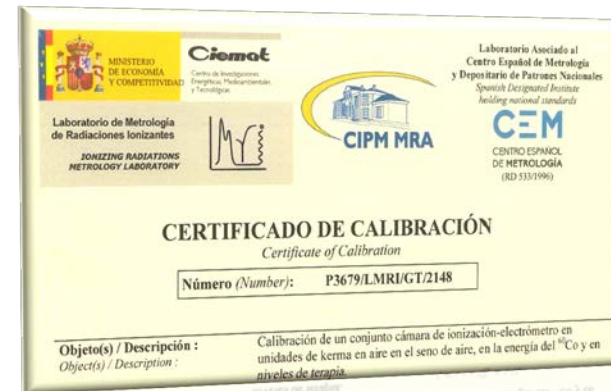 MINISTERIO
DE ECONOMÍA
Y COMPETITIVIDAD
Ciemat
Centro de Investigaciones
Energéticas, Medioambientales
y Tecnológicas
Laboratorio de Metrología
de Radiaciones Ionizantes
IONIZING RADIATIONS
METROLOGY LABORATORY
CIPM MRA
Laboratorio Asociado al
Centro Español de Metrología
y Depositario de Patrones Nacionales
Spanish Designated Institute
holding national standards
CEM
CENTRO ESPAÑOL
DE METROLOGÍA
(RD 533/1996)
CERTIFICADO DE CALIBRACIÓN
Certificate of Calibration
Número (Number): P3679/LMRI/GT/2148
Objeto(s) / Descripción : Calibración de un conjunto cámara de ionización-electrómetro en
Object(s) / Description : unidades de kerma en aire en el seno de aire, en la energía del ⁶⁰Co y en
niveles de terapia.